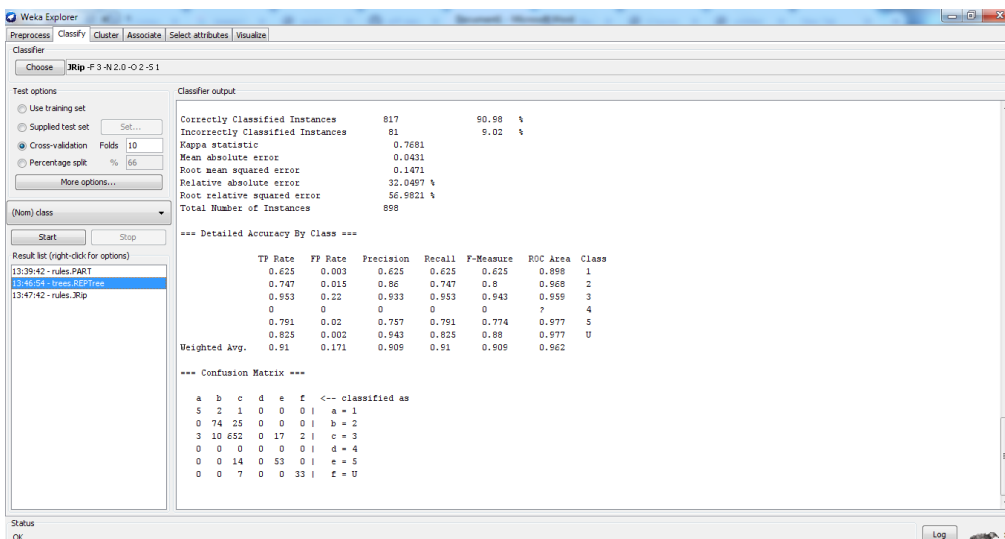 Weka Explorer
Document1 - Microsoft Word
Preprocess Classify Cluster Associate Select attributes Visualize
Classifier
Choose JRip -F 3 -N 2.0 -O 2 -S 1
Test options
Use training set
Supplied test set Set...
Cross-validation Folds 10
Percentage split % 66
More options...
(Nom) class
Start Stop
Result list (right-click for options)
13:39:42 - rules.PART
13:46:54 - trees.REPTree
13:47:42 - rules.JRip
Classifier output
Correctly Classified Instances 817 90.98 %
Incorrectly Classified Instances 81 9.02 %
Kappa statistic 0.7681
Mean absolute error 0.0431
Root mean squared error 0.1471
Relative absolute error 32.0497 %
Root relative squared error 56.9821 %
Total Number of Instances 898
=== Detailed Accuracy By Class ===
TP Rate FP Rate Precision Recall F-Measure ROC Area Class
0.625 0.003 0.625 0.625 0.625 0.898 1
0.747 0.015 0.86 0.747 0.8 0.968 2
0.953 0.22 0.933 0.953 0.943 0.959 3
0 0 0 0 0 ? 4
0.791 0.02 0.757 0.791 0.774 0.977 5
0.825 0.002 0.943 0.825 0.88 0.977 U
Weighted Avg. 0.91 0.171 0.909 0.91 0.909 0.962
=== Confusion Matrix ===
a b c d e f <-- classified as
5 2 1 0 0 0 | a = 1
0 74 25 0 0 0 | b = 2
3 10 652 0 17 2 | c = 3
0 0 0 0 0 0 | d = 4
0 0 14 0 53 0 | e = 5
0 0 7 0 0 33 | f = U
Status
OK
Log